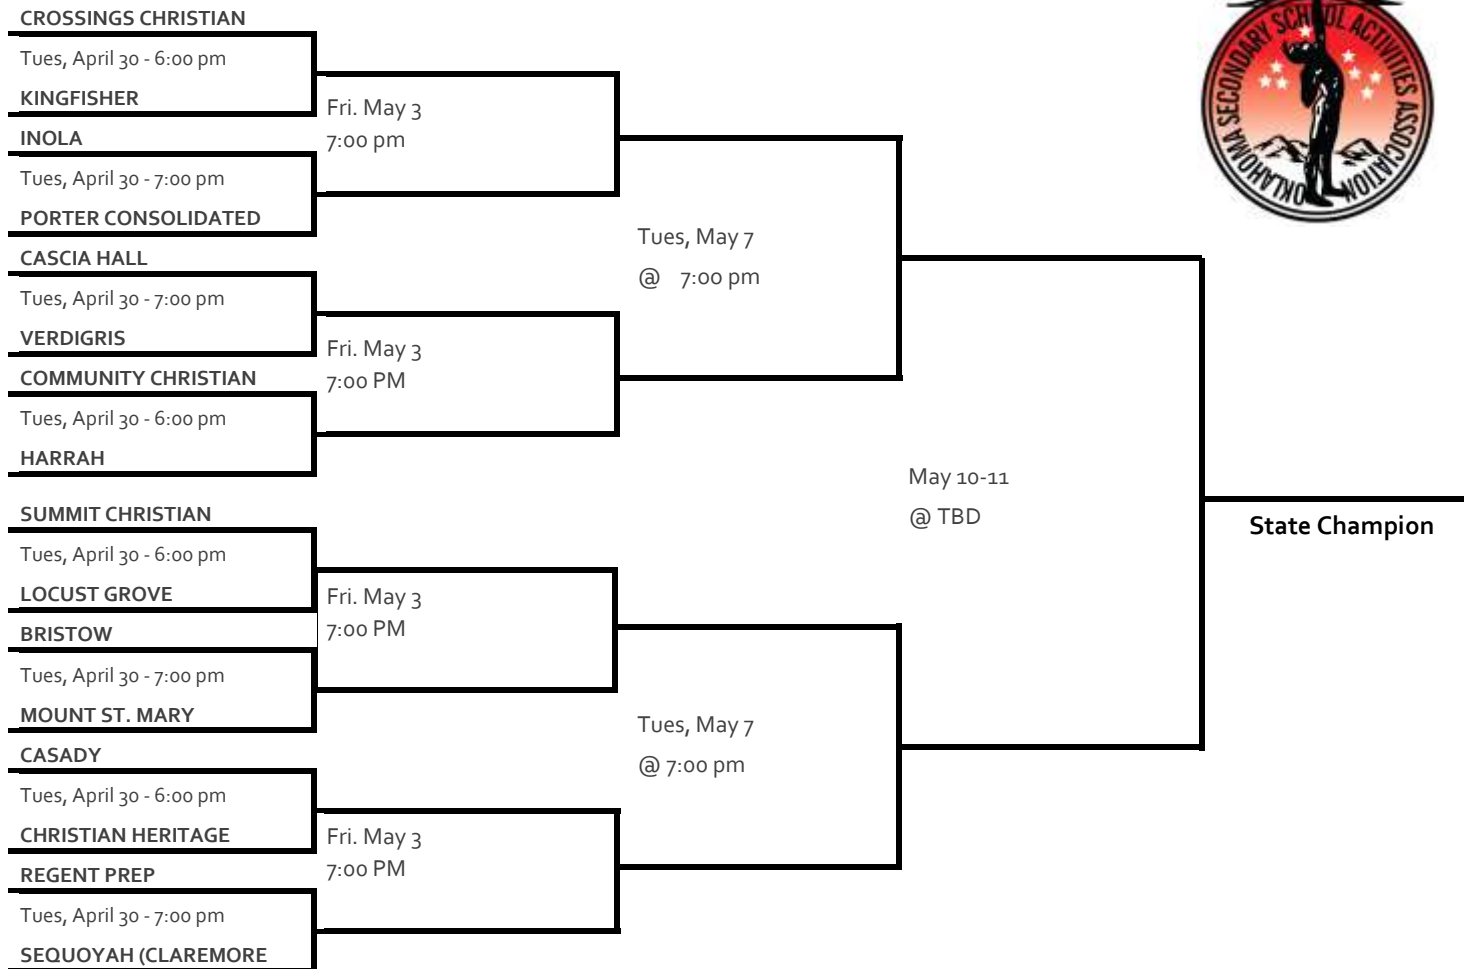 CROSSINGS CHRISTIAN
Tues, April 30 - 6:00 pm
KINGFISHER
Fri. May 3
7:00 pm
INOLA
Tues, April 30 - 7:00 pm
PORTER CONSOLIDATED
CASCIA HALL
Tues, April 30 - 7:00 pm
VERDIGRIS
Fri. May 3
7:00 PM
COMMUNITY CHRISTIAN
Tues, April 30 - 6:00 pm
HARRAH
Tues, May 7
@ 7:00 pm
SUMMIT CHRISTIAN
Tues, April 30 - 6:00 pm
LOCUST GROVE
Fri. May 3
7:00 PM
BRISTOW
Tues, April 30 - 7:00 pm
MOUNT ST. MARY
CASADY
Tues, April 30 - 6:00 pm
CHRISTIAN HERITAGE
Fri. May 3
7:00 PM
REGENT PREP
Tues, April 30 - 7:00 pm
SEQUOYAH (CLAREMORE
Tues, May 7
@ 7:00 pm
May 10-11
@ TBD
State Champion
OKLAHOMA SECONDARY SCHOOL ACTIVITIES ASSOCIATION